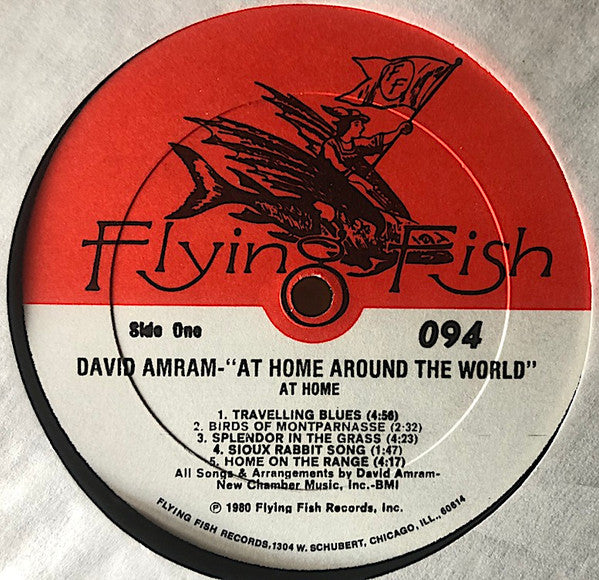 FF
Flying Fish
Side One
094
DAVID AMRAM-"AT HOME AROUND THE WORLD"
AT HOME
1. TRAVELLING BLUES (4:56)
2. BIRDS OF MONTPARNASSE (2:32)
3. SPLENDOR IN THE GRASS (4:23)
4. SIOUX RABBIT SONG (1:47)
5. HOME ON THE RANGE (4:17)
All Songs & Arrangements by David Amram-
New Chamber Music, Inc.-BMI
℗ 1980 Flying Fish Records, Inc.
FLYING FISH RECORDS,1304 W. SCHUBERT, CHICAGO, ILL., 60614